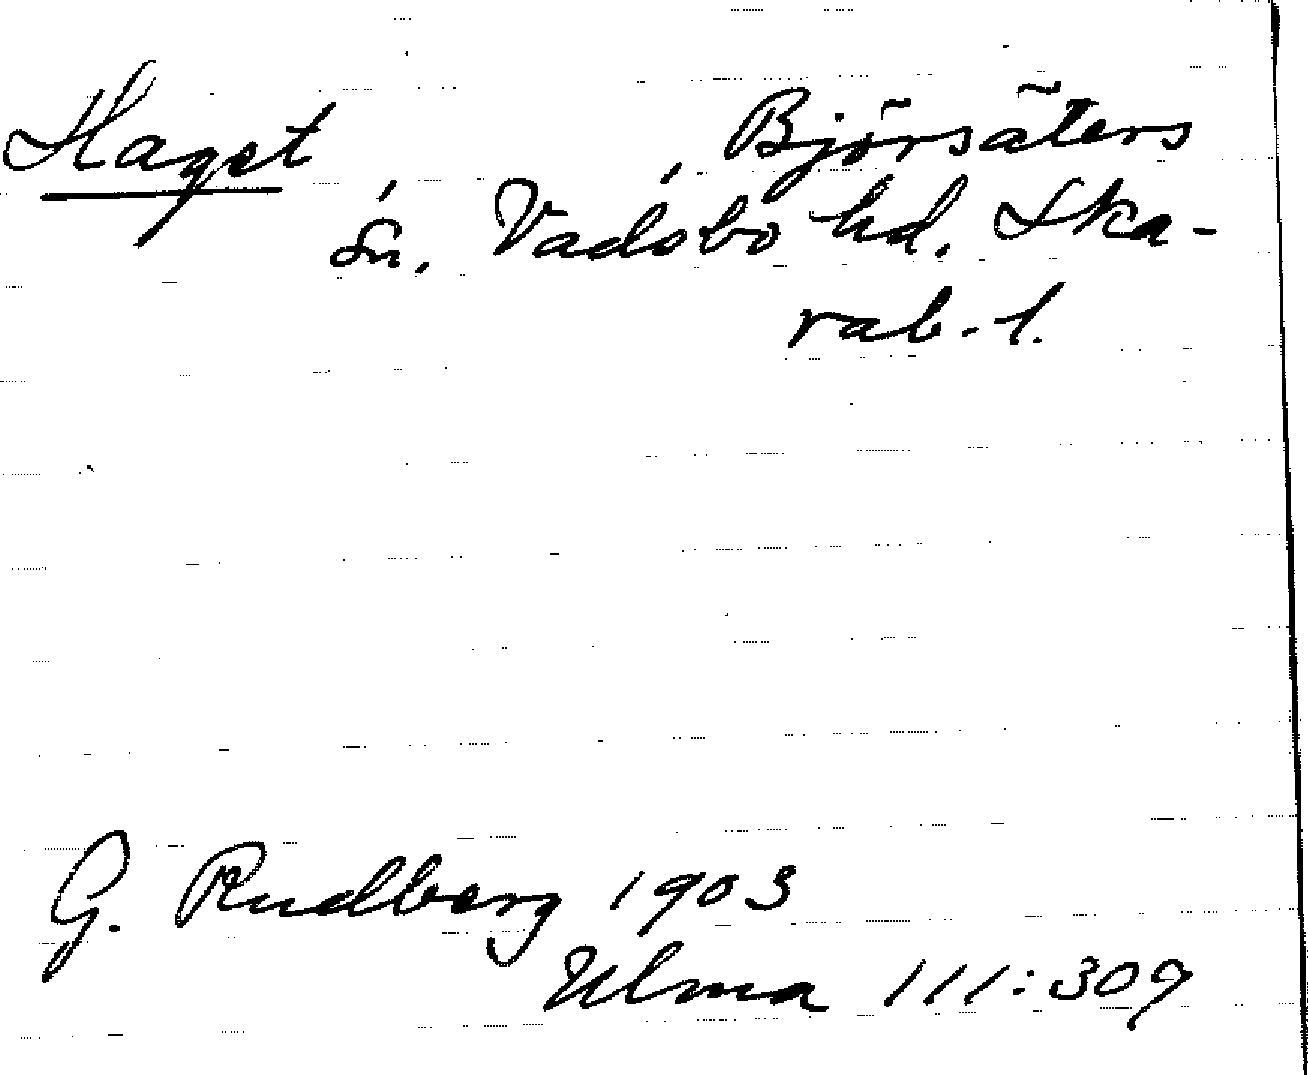 Haget
Björsäters
sn. Vadsbo hd. Ska-
rab. l.
G. Rudberg 1903
Ulma 111:309